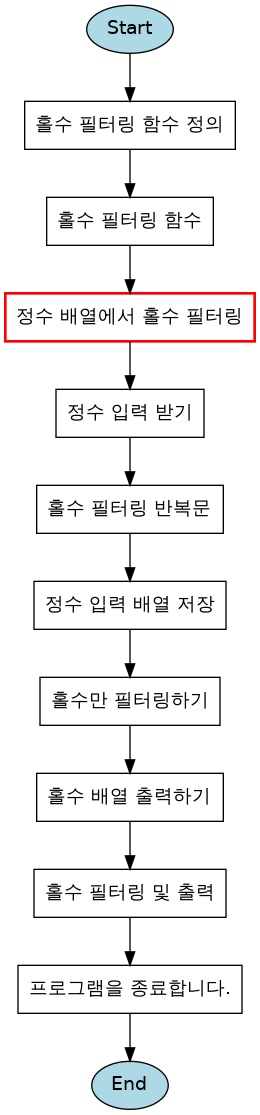 Start
홀수 필터링 함수 정의
홀수 필터링 함수
정수 배열에서 홀수 필터링
정수 입력 받기
홀수 필터링 반복문
정수 입력 배열 저장
홀수만 필터링하기
홀수 배열 출력하기
홀수 필터링 및 출력
프로그램을 종료합니다.
End